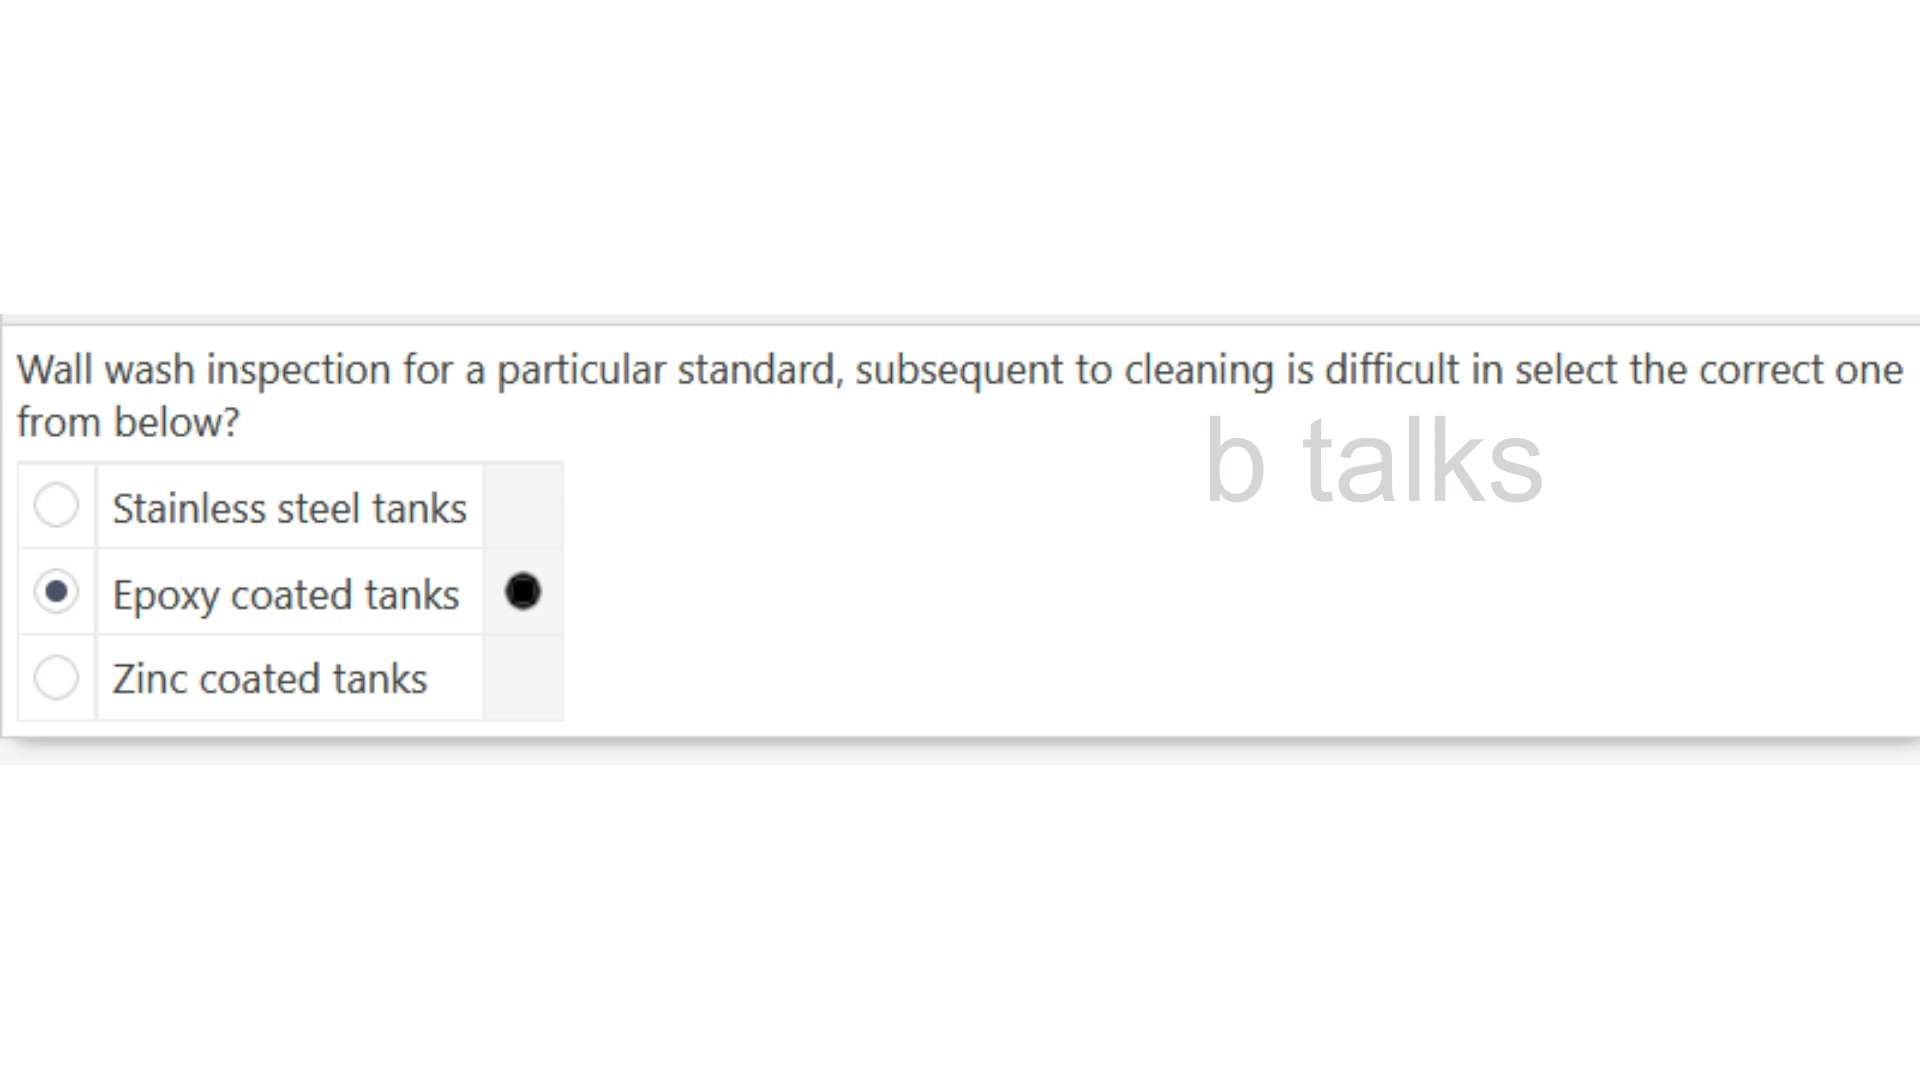 Wall wash inspection for a particular standard, subsequent to cleaning is difficult in select the correct one
from below?
b talks
Stainless steel tanks
Epoxy coated tanks
Zinc coated tanks